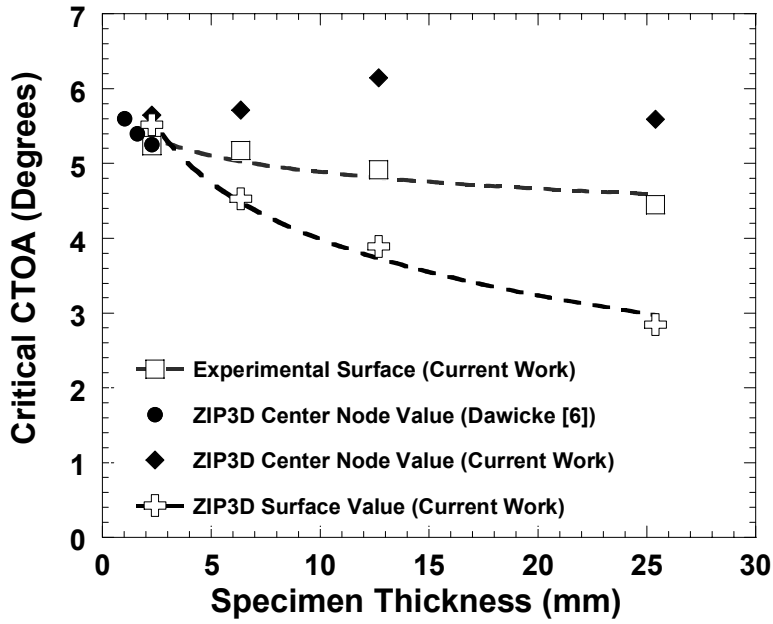 7
6
5
4
3
2
1
0
Critical CTOA (Degrees)
Experimental Surface (Current Work)
ZIP3D Center Node Value (Dawicke [6])
ZIP3D Center Node Value (Current Work)
ZIP3D Surface Value (Current Work)
0 5 10 15 20 25 30
Specimen Thickness (mm)